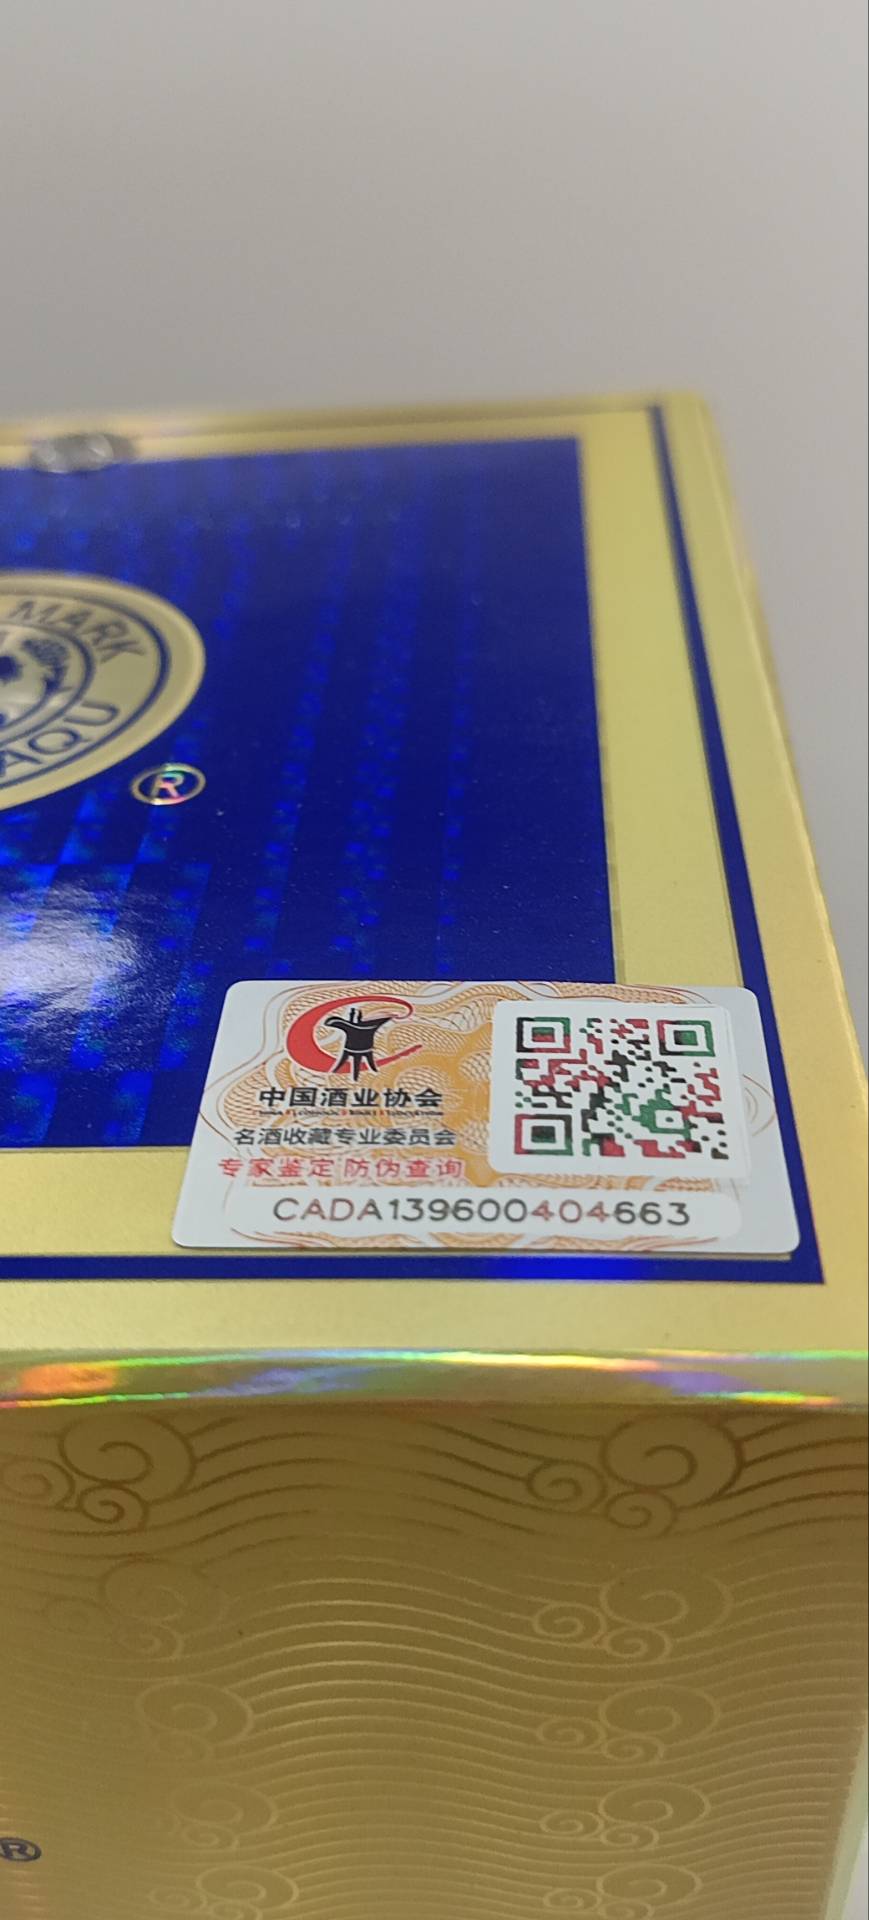 MARK
AQU
®
中国酒业协会
名酒收藏专业委员会
专家鉴定 防伪查询
CADA139600404663
®